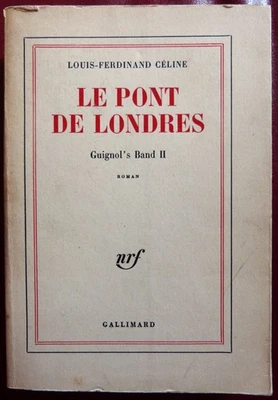 LOUIS-FERDINAND CÉLINE
LE PONT
DE LONDRES
Guignol's Band II
ROMAN
nrf
GALLIMARD